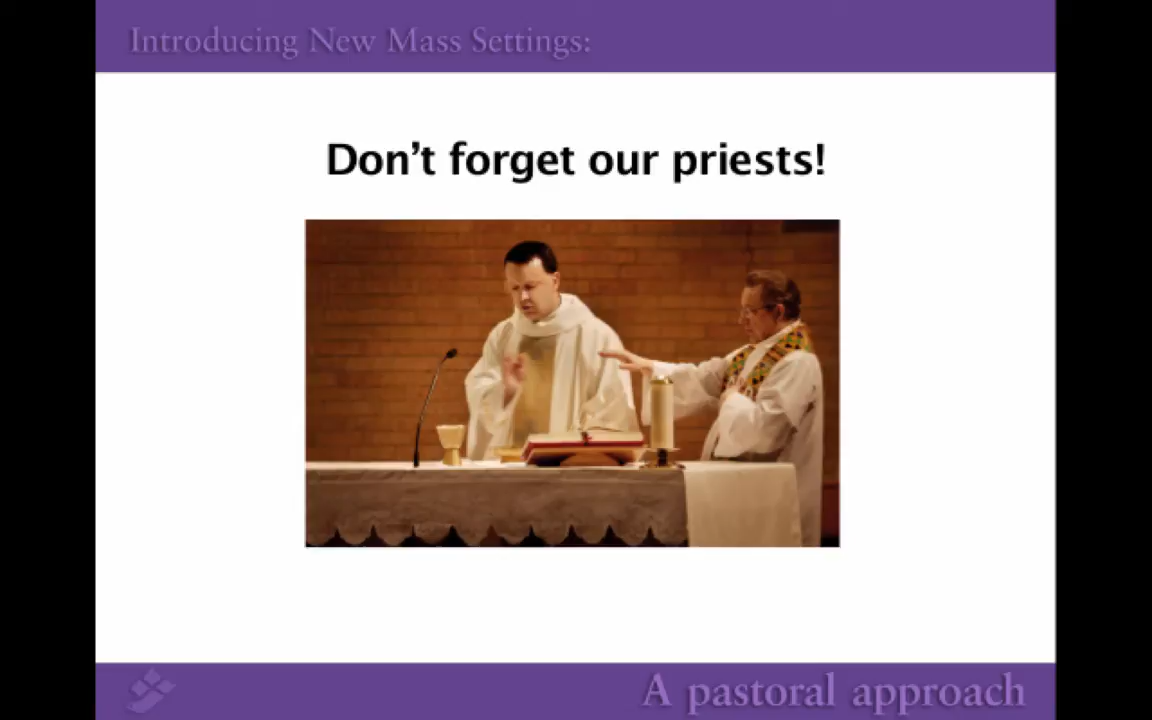 Introducing New Mass Settings:
Don't forget our priests!
A pastoral approach